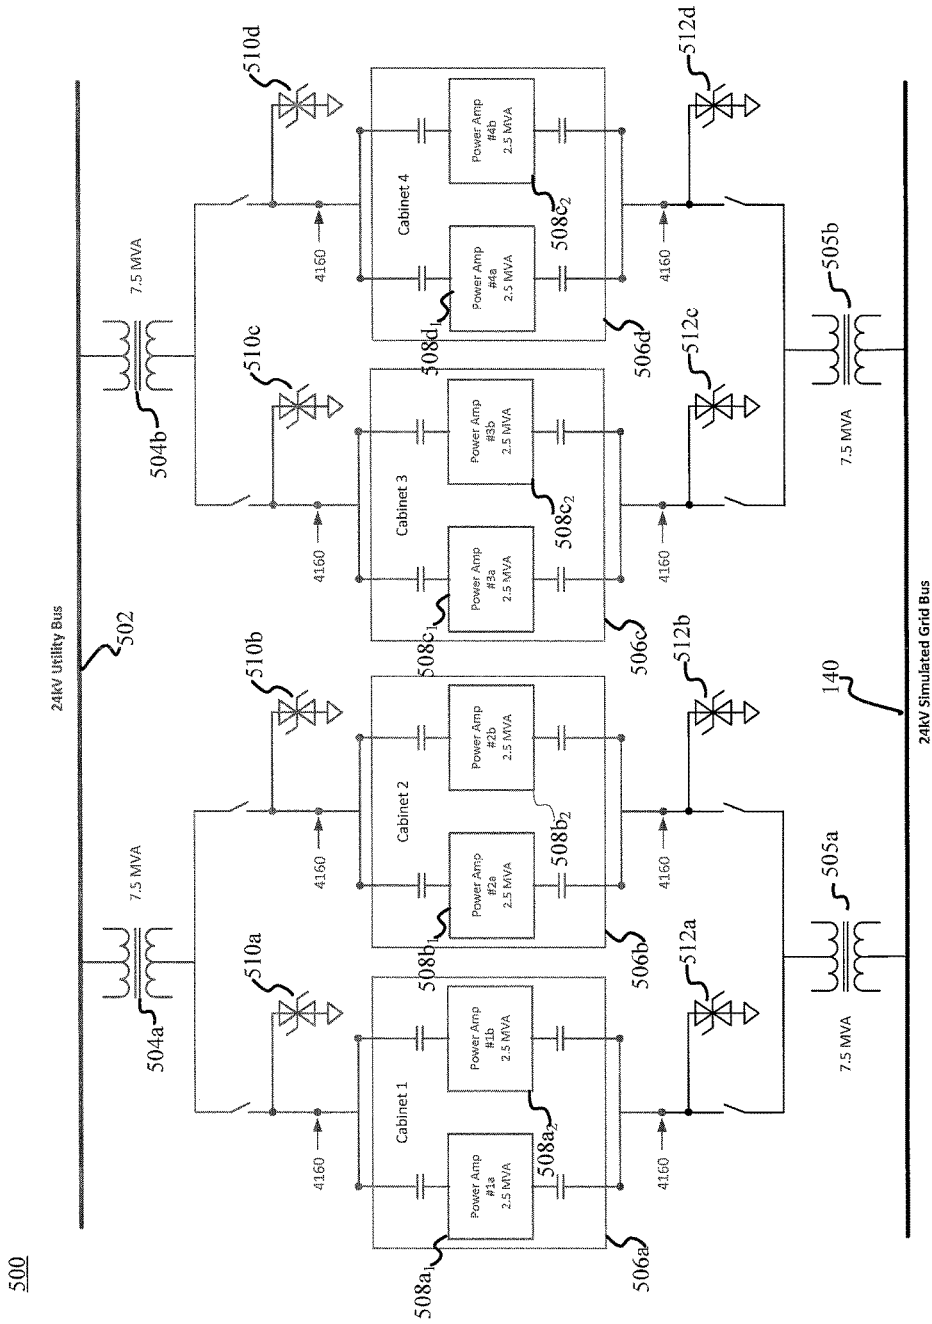 500
24kV Utility Bus
502
504a
7.5 MVA
504b
7.5 MVA
510a
510b
510c
510d
4160
4160
4160
4160
Cabinet 1
Cabinet 2
Cabinet 3
Cabinet 4
508a1
Power Amp
#1a
2.5 MVA
Power Amp
#1b
2.5 MVA
508a2
508b1
Power Amp
#2a
2.5 MVA
Power Amp
#2b
2.5 MVA
508b2
508c1
Power Amp
#3a
2.5 MVA
Power Amp
#3b
2.5 MVA
508c2
508d1
Power Amp
#4a
2.5 MVA
Power Amp
#4b
2.5 MVA
508c2
506a
506b
506c
506d
4160
4160
4160
4160
512a
512b
512c
512d
7.5 MVA
505a
7.5 MVA
505b
140
24kV Simulated Grid Bus